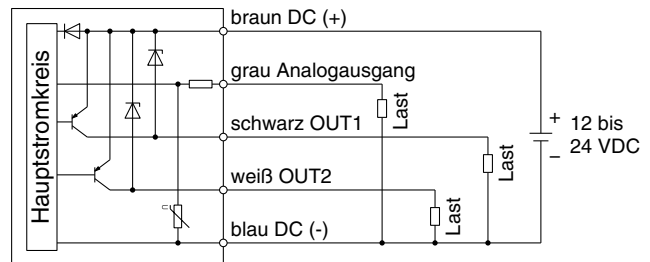 braun DC (+)
grau Analogausgang
schwarz OUT1
weiß OUT2
blau DC (-)
Hauptstromkreis
Last
Last
Last
+
12 bis
24 VDC
−